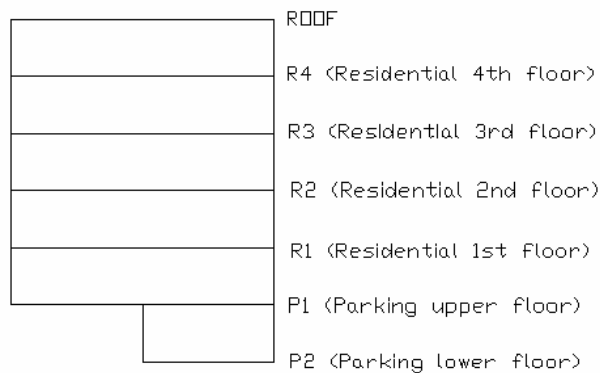 ROOF
R4 (Residential 4th floor)
R3 (Residential 3rd floor)
R2 (Residential 2nd floor)
R1 (Residential 1st floor)
P1 (Parking upper floor)
P2 (Parking lower floor)